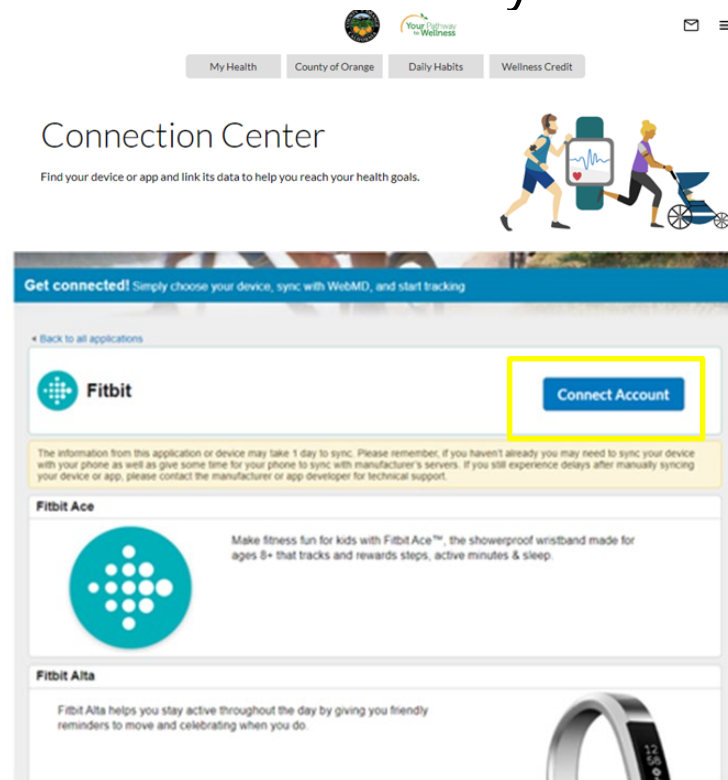 Your Pathway
to Wellness
My Health
County of Orange
Daily Habits
Wellness Credit
Connection Center
Find your device or app and link its data to help you reach your health goals.
Get connected! Simply choose your device, sync with WebMD, and start tracking
Back to all applications
Fitbit
Connect Account
The information from this application or device may take 1 day to sync. Please remember, if you haven't already you may need to sync your device
with your phone as well as give some time for your phone to sync with manufacturer's servers. If you still experience delays after manually syncing
your device or app, please contact the manufacturer or app developer for technical support.
Fitbit Ace
Make fitness fun for kids with Fitbit Ace™, the showerproof wristband made for
ages 8+ that tracks and rewards steps, active minutes & sleep.
Fitbit Alta
Fitbit Alta helps you stay active throughout the day by giving you friendly
reminders to move and celebrating when you do.
12
58